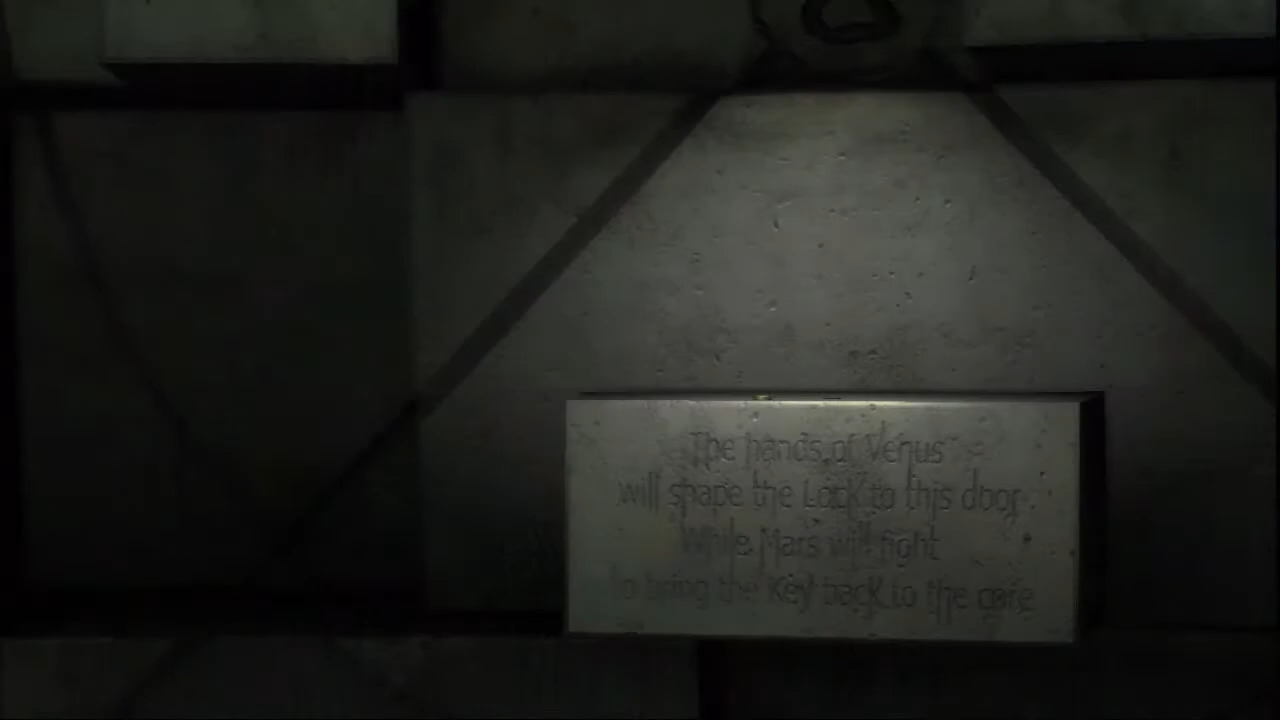 The hands of Venus
will shape the Lock to this door.
While Mars will fight
to bring the Key back to the core